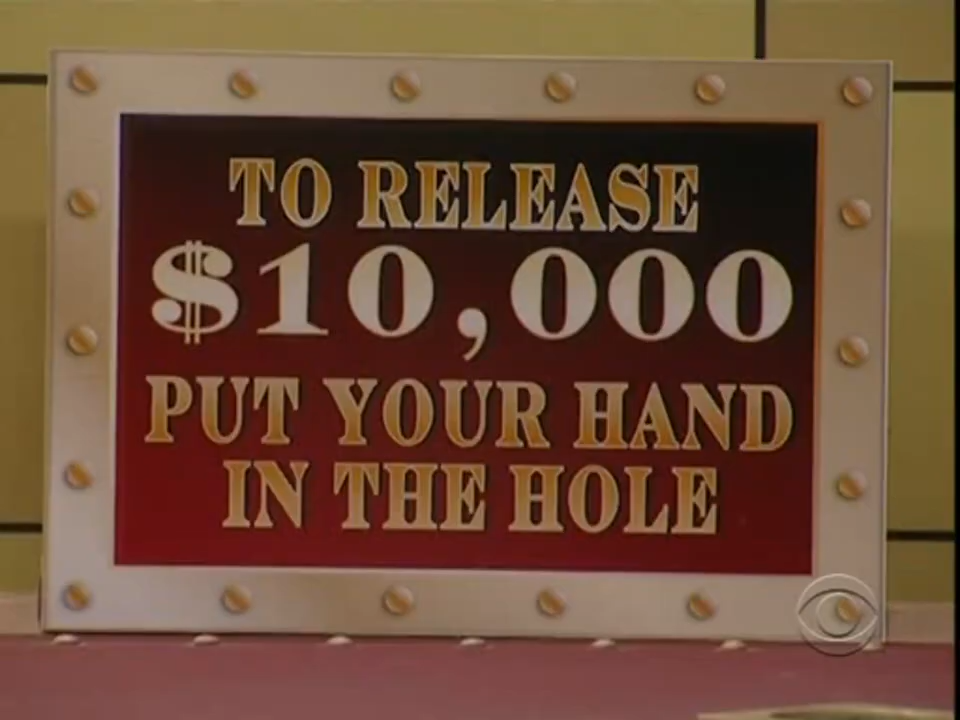 TO RELEASE
$10,000
PUT YOUR HAND
IN THE HOLE